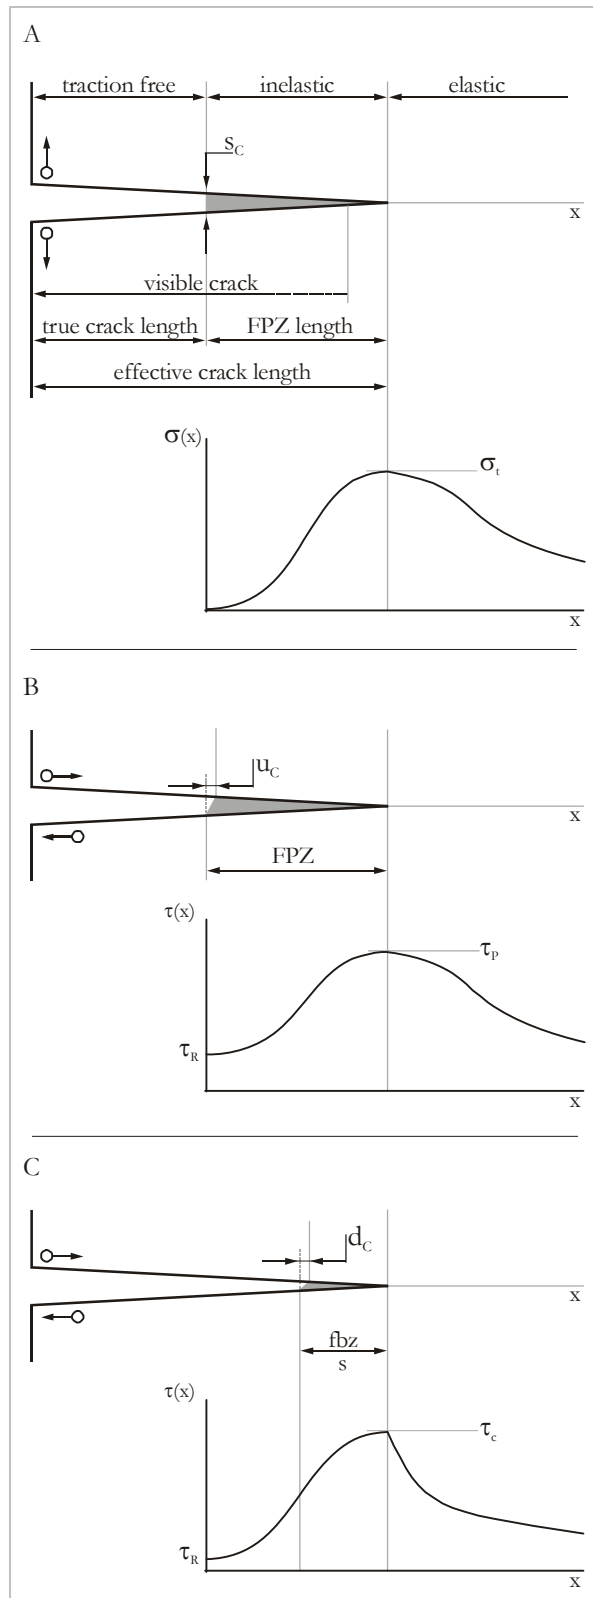 A
traction free inelastic elastic
s_C
x
visible crack
true crack length FPZ length
effective crack length
σ(x)
σ_t
x
B
u_C
x
FPZ
τ(x)
τ_P
τ_R
x
C
d_C
x
fbz
s
τ(x)
τ_c
τ_R
x